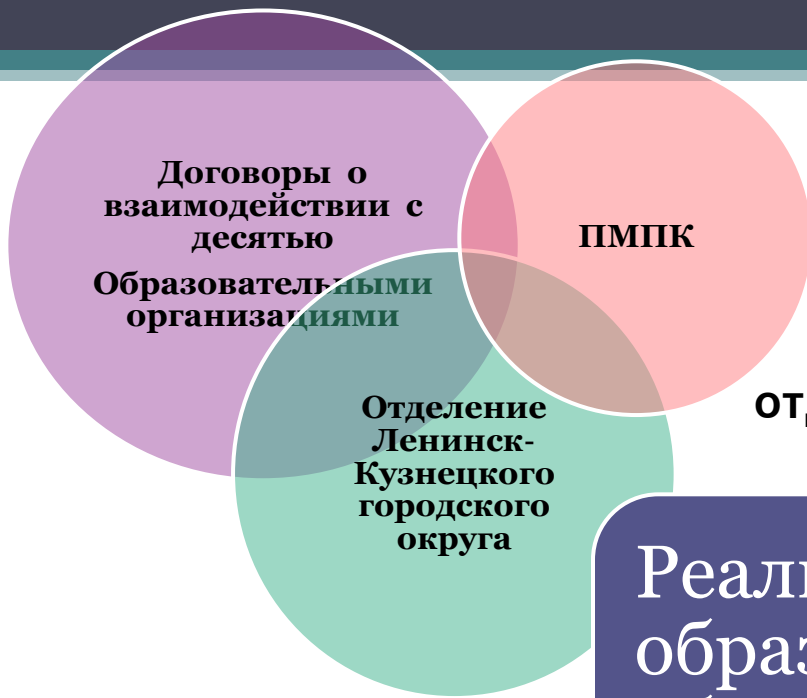 Договоры о
взаимодействии с
десятью
Образовательными
организациями
ПМПК
Отделение
Ленинск-
Кузнецкого
городского
округа